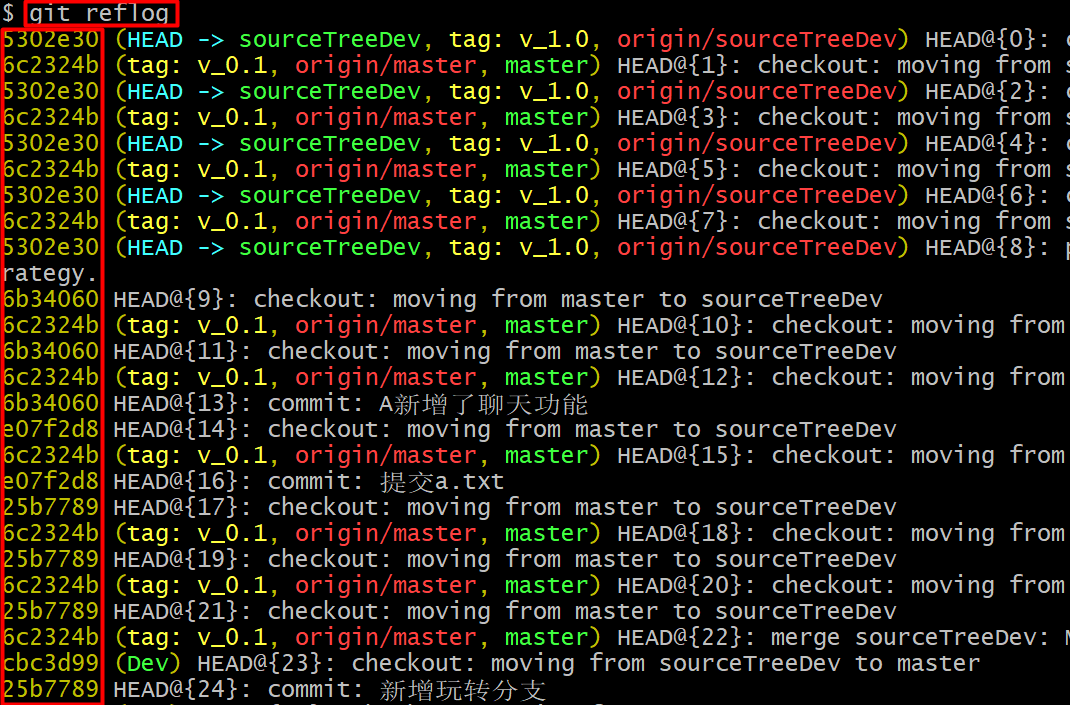 $ git reflog
5302e30 (HEAD -> sourceTreeDev, tag: v_1.0, origin/sourceTreeDev) HEAD@{0}:
6c2324b (tag: v_0.1, origin/master, master) HEAD@{1}: checkout: moving from
5302e30 (HEAD -> sourceTreeDev, tag: v_1.0, origin/sourceTreeDev) HEAD@{2}:
6c2324b (tag: v_0.1, origin/master, master) HEAD@{3}: checkout: moving from
5302e30 (HEAD -> sourceTreeDev, tag: v_1.0, origin/sourceTreeDev) HEAD@{4}:
6c2324b (tag: v_0.1, origin/master, master) HEAD@{5}: checkout: moving from
5302e30 (HEAD -> sourceTreeDev, tag: v_1.0, origin/sourceTreeDev) HEAD@{6}:
6c2324b (tag: v_0.1, origin/master, master) HEAD@{7}: checkout: moving from
5302e30 (HEAD -> sourceTreeDev, tag: v_1.0, origin/sourceTreeDev) HEAD@{8}:
rategy.
6b34060 HEAD@{9}: checkout: moving from master to sourceTreeDev
6c2324b (tag: v_0.1, origin/master, master) HEAD@{10}: checkout: moving from
6b34060 HEAD@{11}: checkout: moving from master to sourceTreeDev
6c2324b (tag: v_0.1, origin/master, master) HEAD@{12}: checkout: moving from
6b34060 HEAD@{13}: commit: A新增了聊天功能
e07f2d8 HEAD@{14}: checkout: moving from master to sourceTreeDev
6c2324b (tag: v_0.1, origin/master, master) HEAD@{15}: checkout: moving from
e07f2d8 HEAD@{16}: commit: 提交a.txt
25b7789 HEAD@{17}: checkout: moving from master to sourceTreeDev
6c2324b (tag: v_0.1, origin/master, master) HEAD@{18}: checkout: moving from
25b7789 HEAD@{19}: checkout: moving from master to sourceTreeDev
6c2324b (tag: v_0.1, origin/master, master) HEAD@{20}: checkout: moving from
25b7789 HEAD@{21}: checkout: moving from master to sourceTreeDev
6c2324b (tag: v_0.1, origin/master, master) HEAD@{22}: merge sourceTreeDev:
cbc3d99 (Dev) HEAD@{23}: checkout: moving from sourceTreeDev to master
25b7789 HEAD@{24}: commit: 新增玩转分支